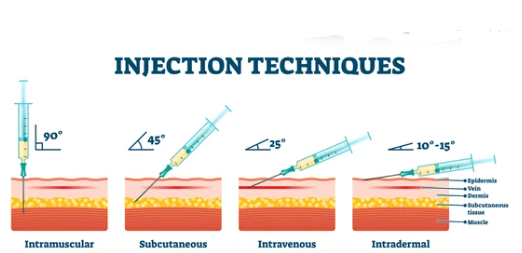 INJECTION TECHNIQUES
90°
45°
25°
10°-15°
Epidermis
Vein
Dermis
Subcutaneous
tissue
Muscle
Intramuscular
Subcutaneous
Intravenous
Intradermal